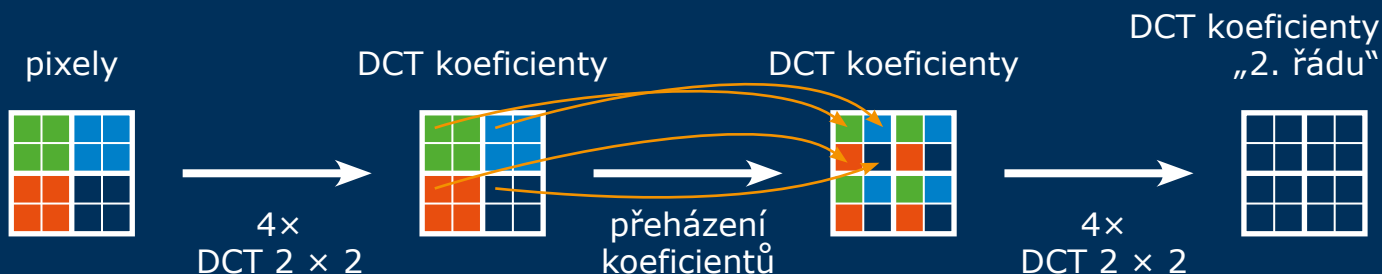 pixely
DCT koeficienty
DCT koeficienty
DCT koeficienty
„2. řádu“
4×
DCT 2 × 2
přeházení
koeficientů
4×
DCT 2 × 2